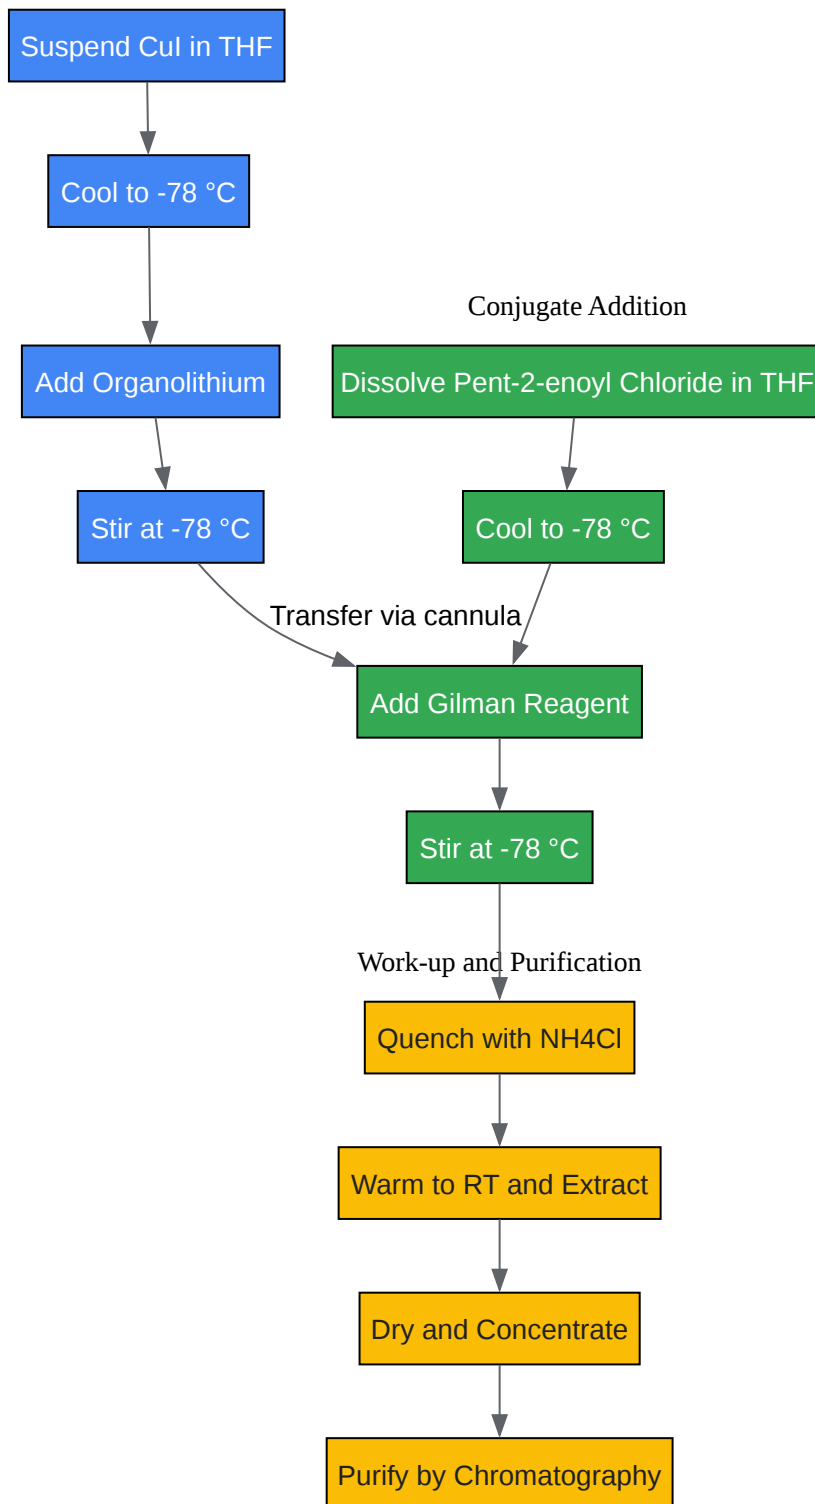 Suspend CuI in THF
Cool to -78 °C
Add Organolithium
Stir at -78 °C
Conjugate Addition
Dissolve Pent-2-enoyl Chloride in THF
Cool to -78 °C
Transfer via cannula
Add Gilman Reagent
Stir at -78 °C
Work-up and Purification
Quench with NH4Cl
Warm to RT and Extract
Dry and Concentrate
Purify by Chromatography